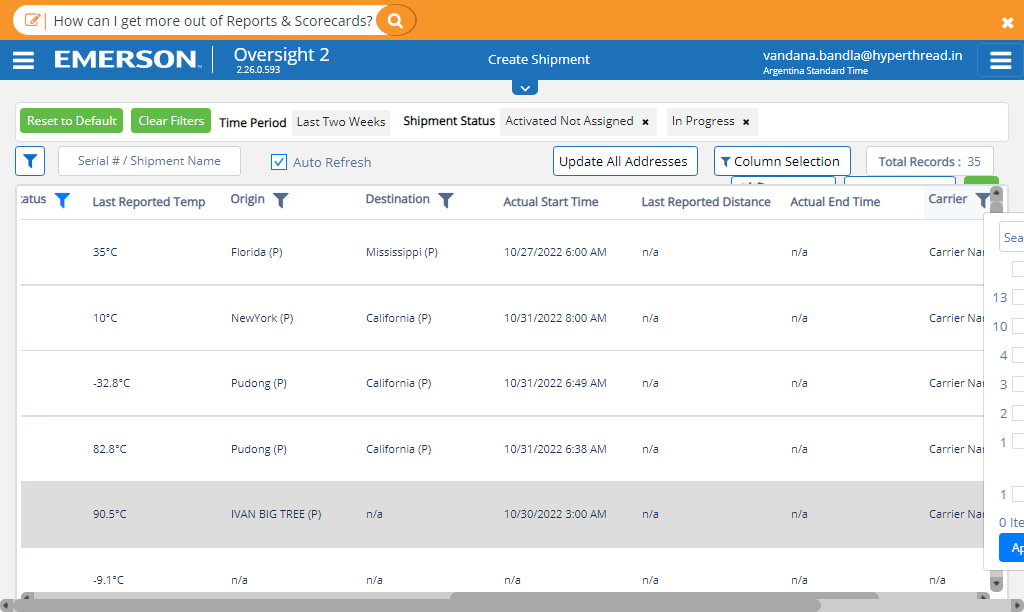 How can I get more out of Reports & Scorecards?
EMERSON™ Oversight 2 Create Shipment vandana.bandla@hyperthread.in
2.26.0.593 Argentina Standard Time
Reset to Default Clear Filters Time Period Last Two Weeks Shipment Status Activated Not Assigned × In Progress ×
Serial # / Shipment Name Auto Refresh Update All Addresses Column Selection Total Records : 35
tatus Last Reported Temp Origin Destination Actual Start Time Last Reported Distance Actual End Time Carrier
Sea
35°C Florida (P) Mississippi (P) 10/27/2022 6:00 AM n/a n/a Carrier Nar
13
10°C NewYork (P) California (P) 10/31/2022 8:00 AM n/a n/a Carrier Nar
10
4
-32.8°C Pudong (P) California (P) 10/31/2022 6:49 AM n/a n/a Carrier Nar
3
2
82.8°C Pudong (P) California (P) 10/31/2022 6:38 AM n/a n/a Carrier Nar
1
1
90.5°C IVAN BIG TREE (P) n/a 10/30/2022 3:00 AM n/a n/a Carrier Nar
0 Ite
Ap
-9.1°C n/a n/a n/a n/a n/a n/a